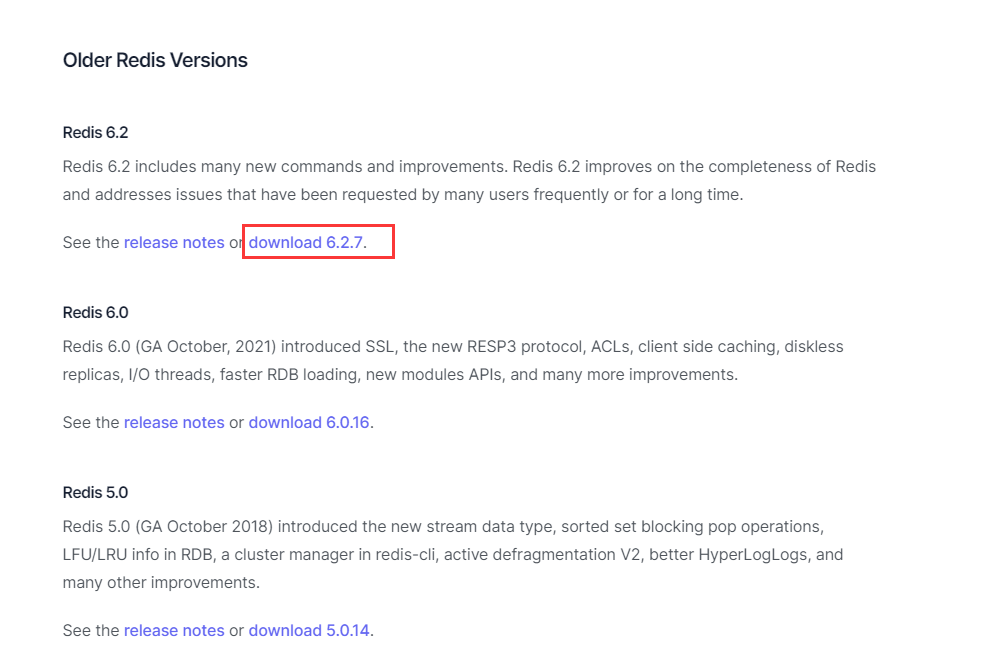 Older Redis Versions
Redis 6.2
Redis 6.2 includes many new commands and improvements. Redis 6.2 improves on the completeness of Redis
and addresses issues that have been requested by many users frequently or for a long time.
See the release notes or download 6.2.7.
Redis 6.0
Redis 6.0 (GA October, 2021) introduced SSL, the new RESP3 protocol, ACLs, client side caching, diskless
replicas, I/O threads, faster RDB loading, new modules APIs, and many more improvements.
See the release notes or download 6.0.16.
Redis 5.0
Redis 5.0 (GA October 2018) introduced the new stream data type, sorted set blocking pop operations,
LFU/LRU info in RDB, a cluster manager in redis-cli, active defragmentation V2, better HyperLogLogs, and
many other improvements.
See the release notes or download 5.0.14.